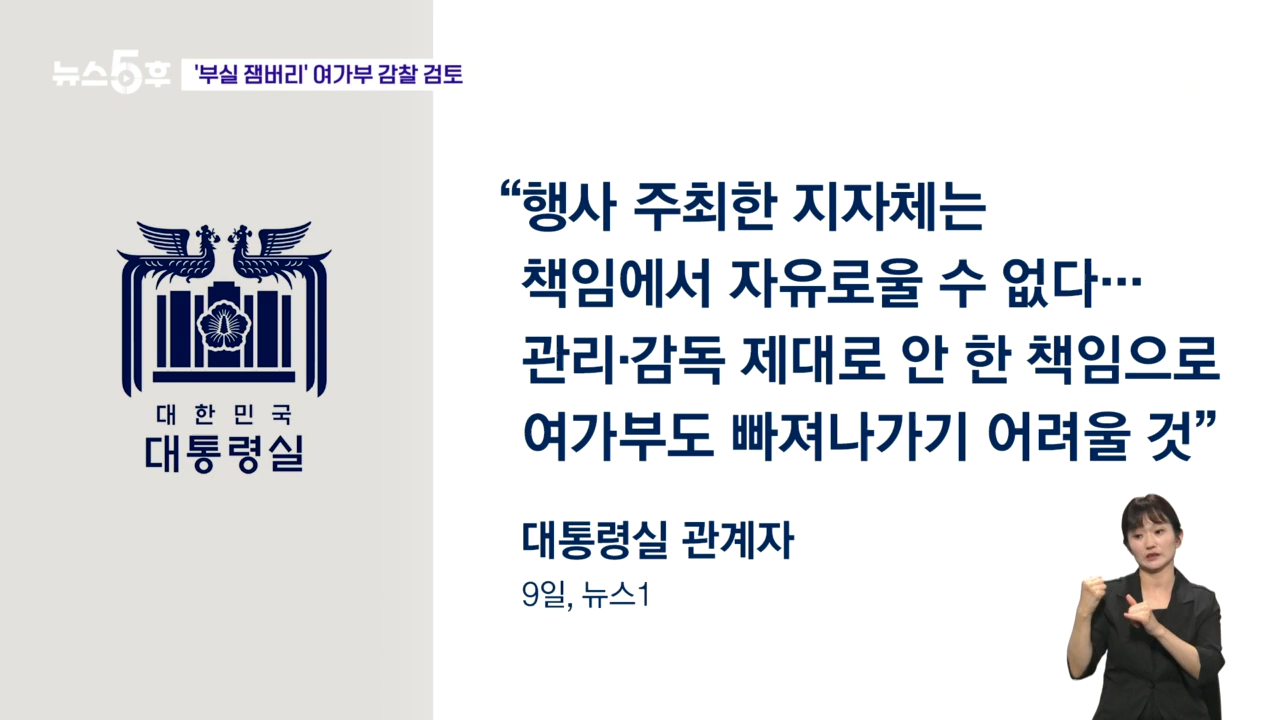 뉴스5후 '부실 잼버리' 여가부 감찰 검토
“행사 주최한 지자체는
책임에서 자유로울 수 없다…
관리·감독 제대로 안 한 책임으로
여가부도 빠져나가기 어려울 것”
대한민국
대통령실
대통령실 관계자
9일, 뉴스1